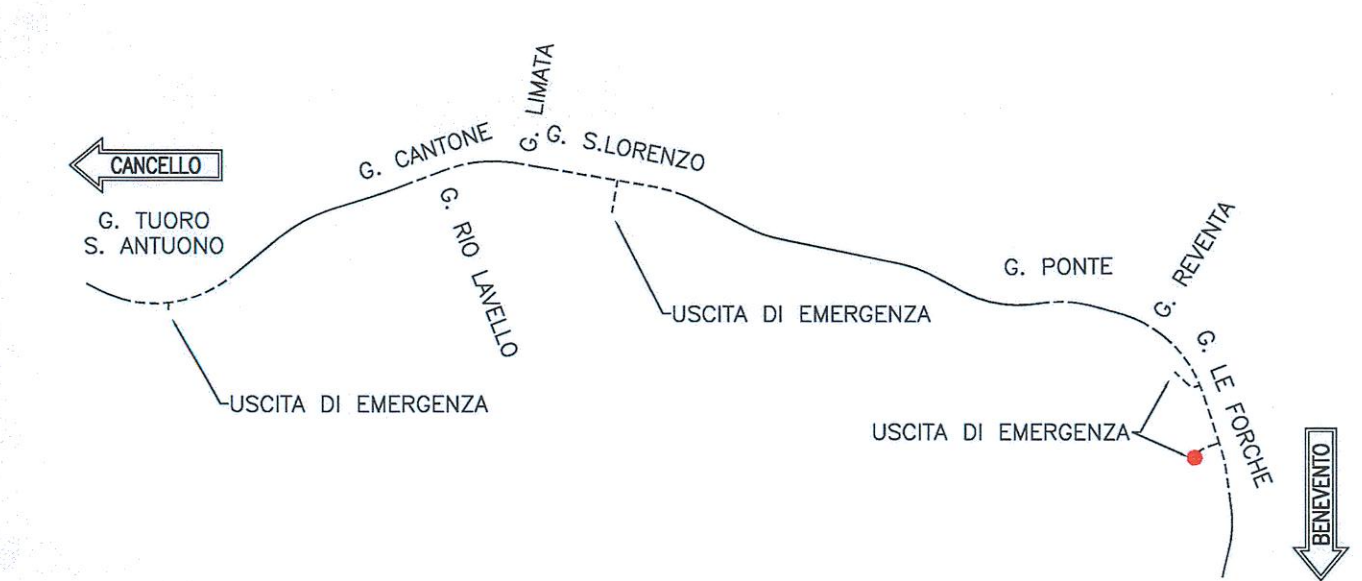 G. LIMATA
G. CANTONE
G. S.LORENZO
CANCELLO
G. TUORO
S. ANTUONO
G. RIO LAVELLO
G. REVENTA
G. PONTE
USCITA DI EMERGENZA
G. LE FORCHE
USCITA DI EMERGENZA
USCITA DI EMERGENZA
BENEVENTO